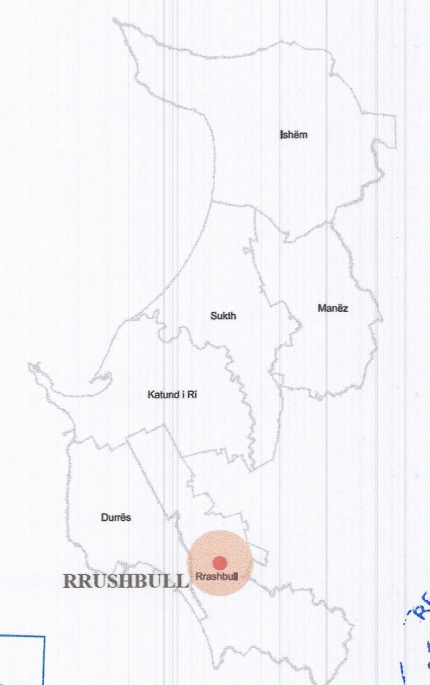 Ishëm
Manëz
Sukth
Katund i Ri
Durrës
RRUSHBULL
Rrashbull